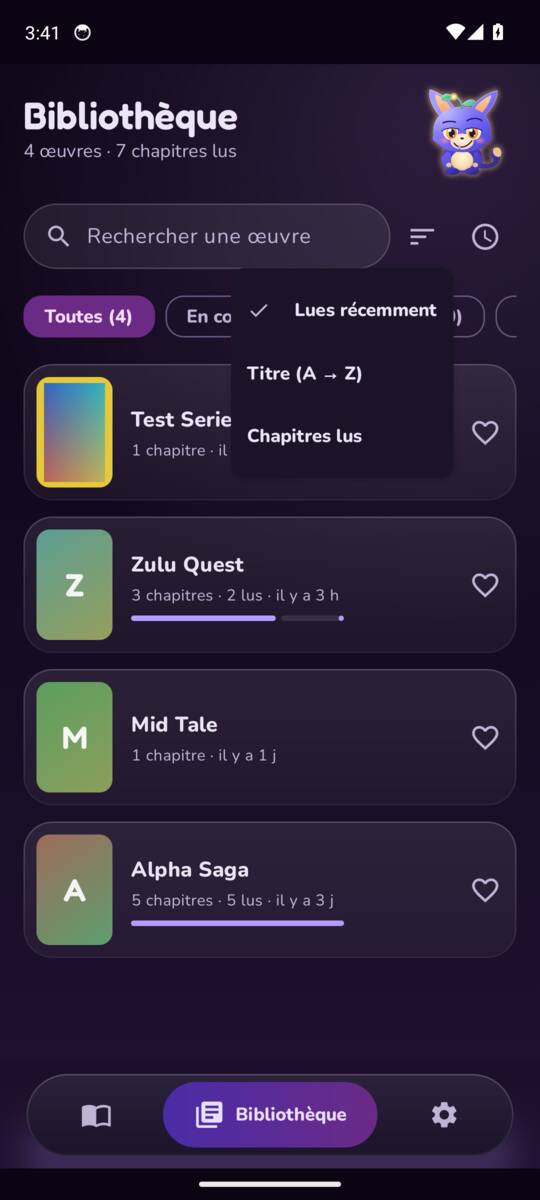 3:41
Bibliothèque
4 œuvres · 7 chapitres lus
Rechercher une œuvre
Toutes (4)
En co
)
Lues récemment
Titre (A → Z)
Chapitres lus
Test Serie
1 chapitre · il
Z
Zulu Quest
3 chapitres · 2 lus · il y a 3 h
M
Mid Tale
1 chapitre · il y a 1 j
A
Alpha Saga
5 chapitres · 5 lus · il y a 3 j
Bibliothèque